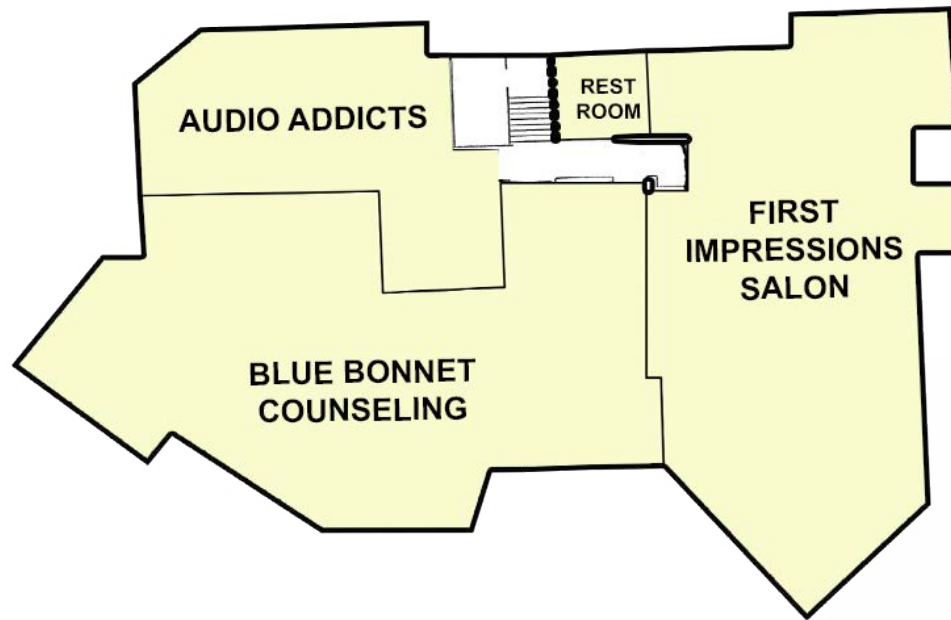 AUDIO ADDICTS
REST
ROOM
FIRST
IMPRESSIONS
SALON
BLUE BONNET
COUNSELING